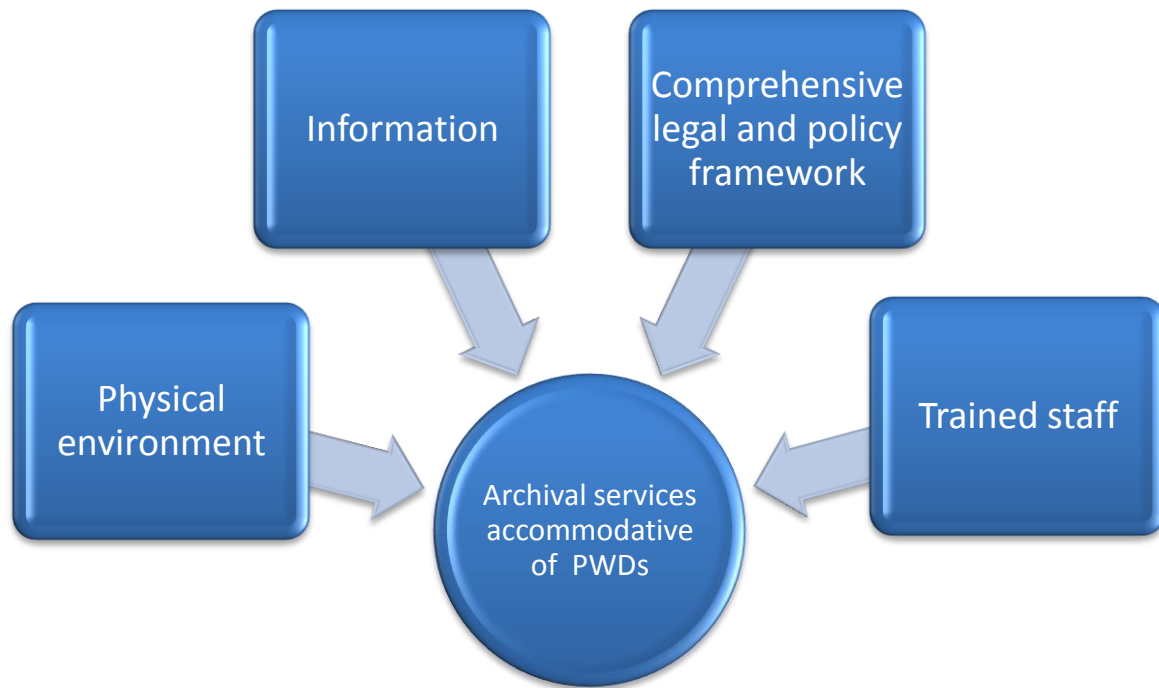 Information
Comprehensive
legal and policy
framework
Physical
environment
Trained staff
Archival services
accommodative
of PWDs